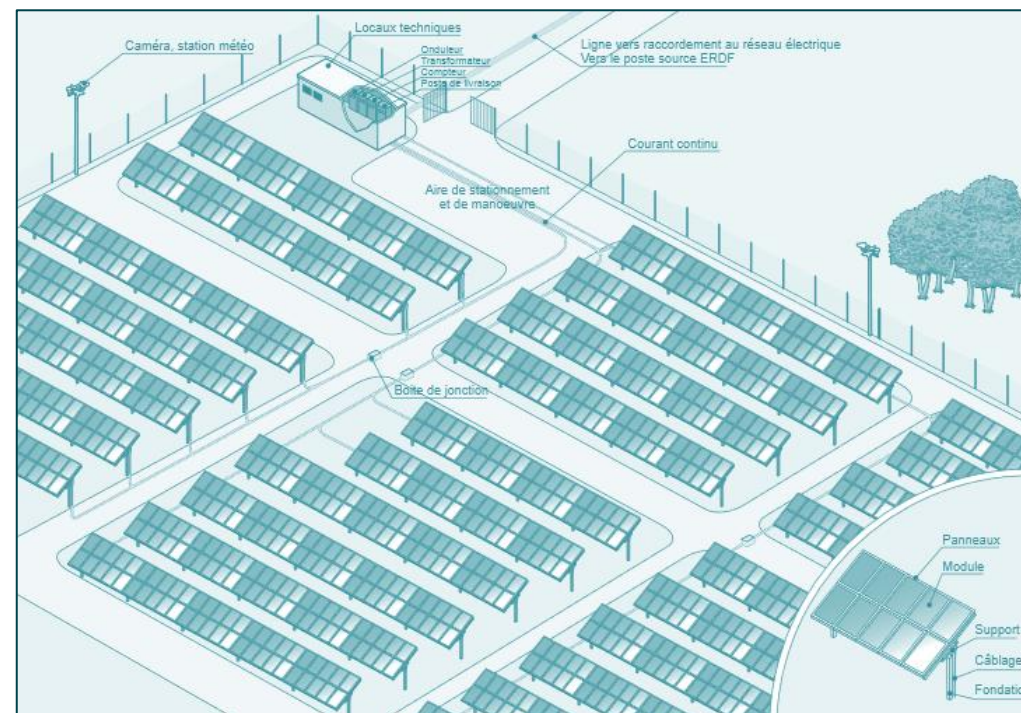 Locaux techniques
Caméra, station météo
Onduleur
Transformateur
Compteur
Poste de livraison
Ligne vers raccordement au réseau électrique
Vers le poste source ERDF
Courant continu
Aire de stationnement
et de manoeuvre
Boite de jonction
Panneaux
Module
Support
Câblage
Fondatio